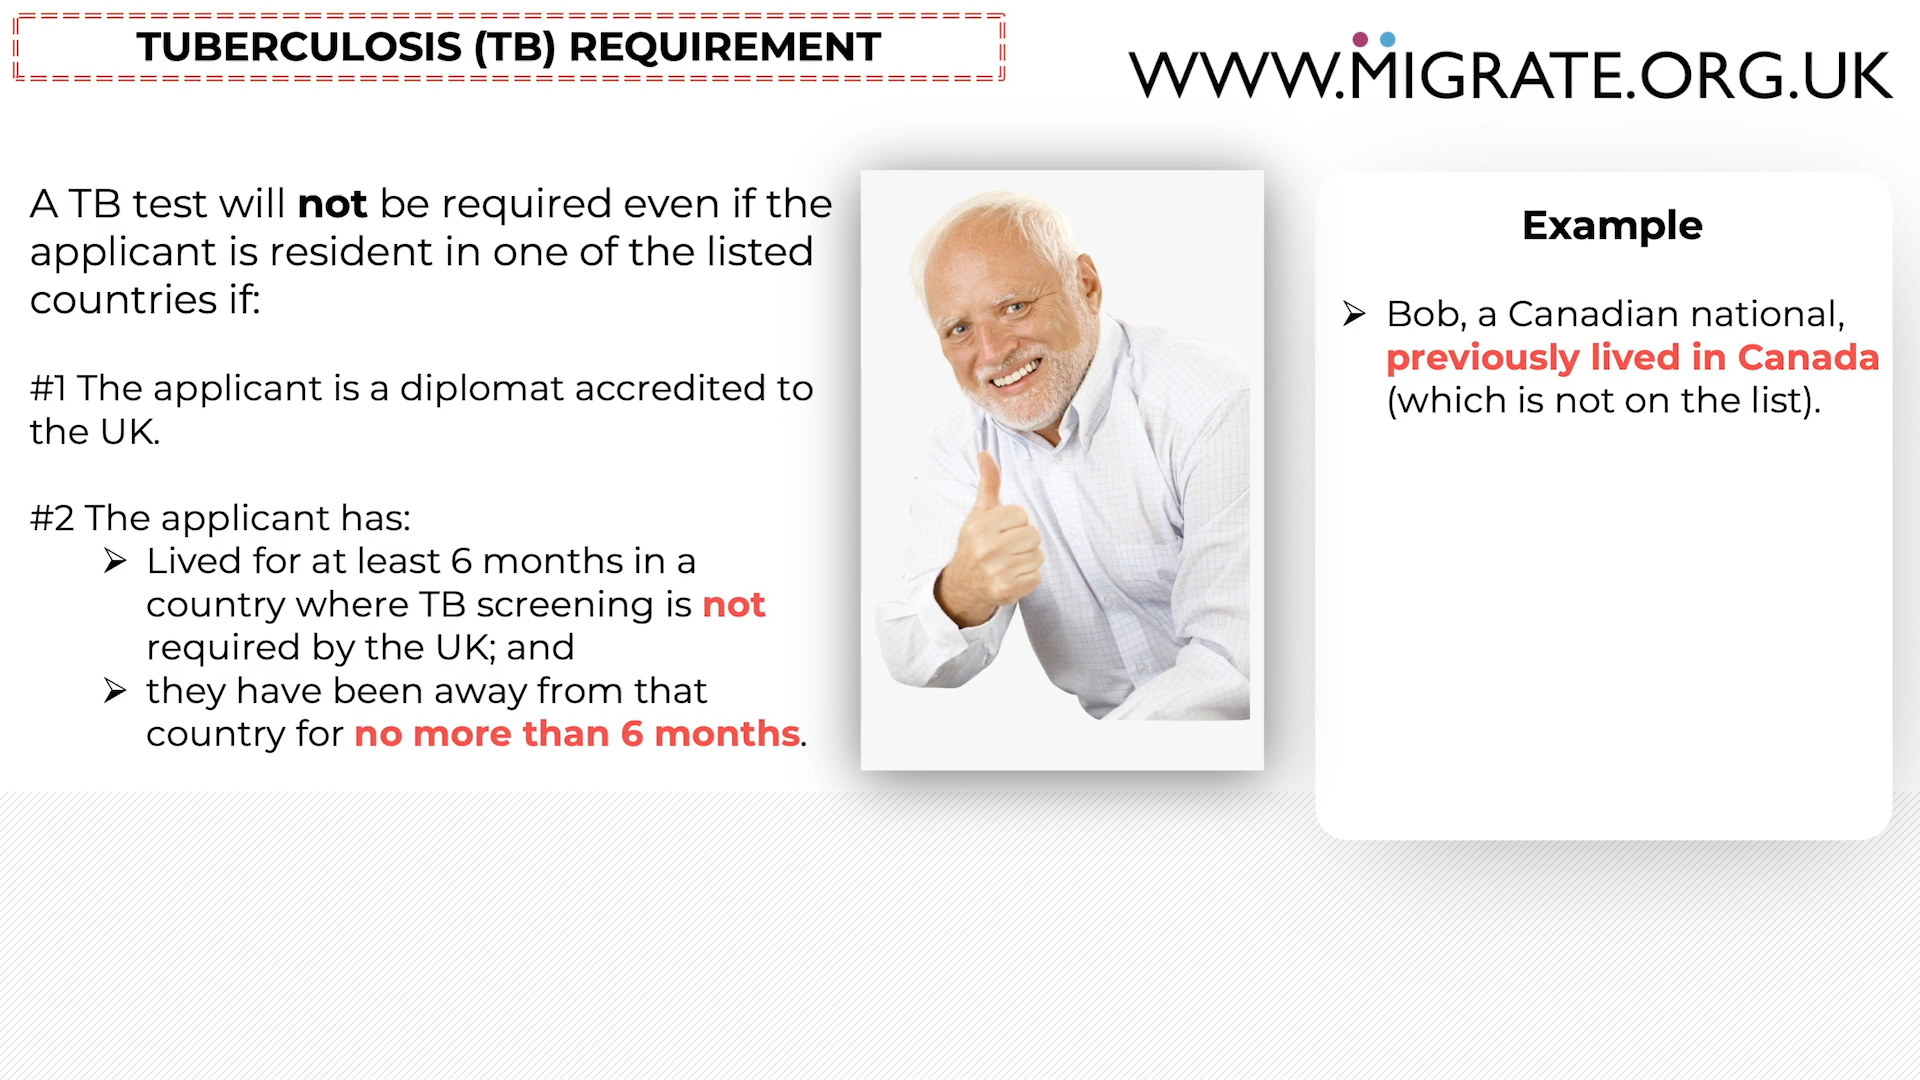 TUBERCULOSIS (TB) REQUIREMENT
WWW.MIGRATE.ORG.UK
A TB test will not be required even if the
applicant is resident in one of the listed
countries if:
#1 The applicant is a diplomat accredited to
the UK.
#2 The applicant has:
➢ Lived for at least 6 months in a
country where TB screening is not
required by the UK; and
➢ they have been away from that
country for no more than 6 months.
Example
➢ Bob, a Canadian national,
previously lived in Canada
(which is not on the list).